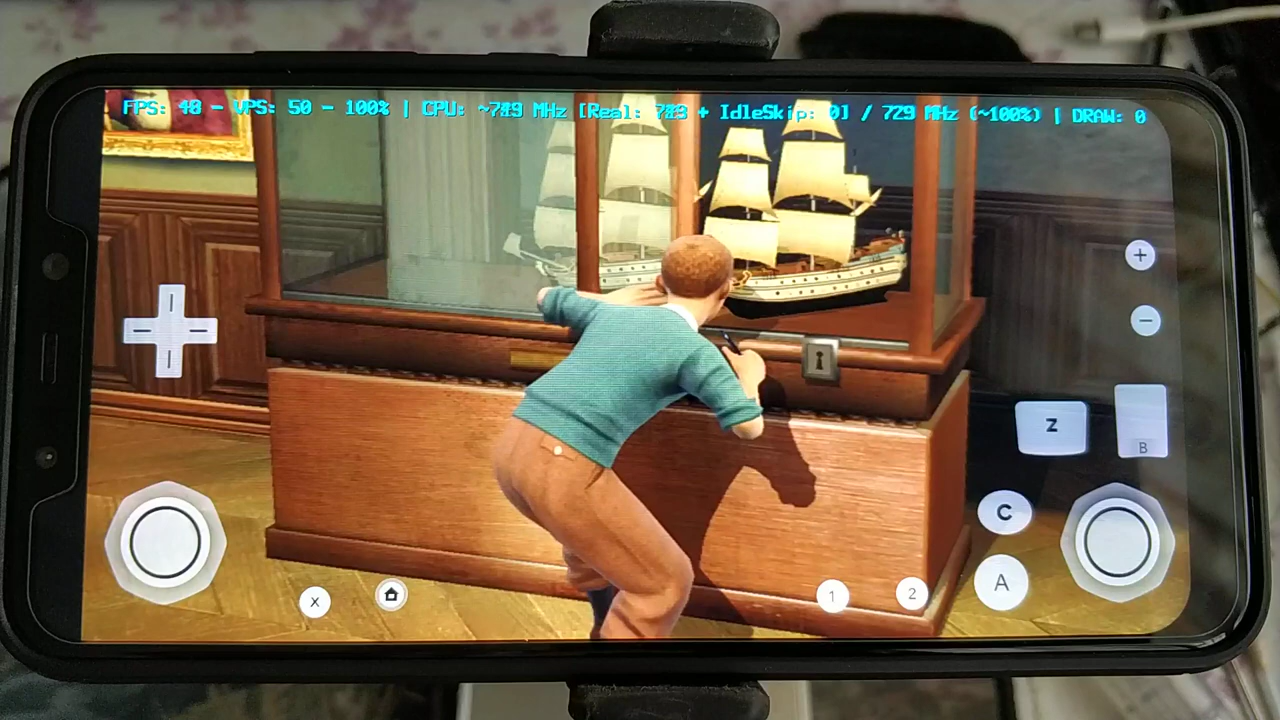 FPS: 48 - VPS: 50 - 100% | CPU: ~729 MHz [Real: 729 + IdleSkip: 0] / 729 MHz (~100%) | DRAW: 0
+
-
Z
B
C
A
X
1
2